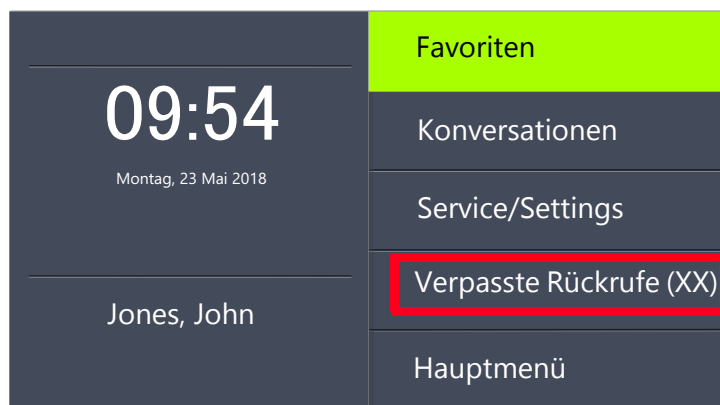 09:54
Montag, 23 Mai 2018
Jones, John
Favoriten
Konversationen
Service/Settings
Verpasste Rückrufe (XX)
Hauptmenü